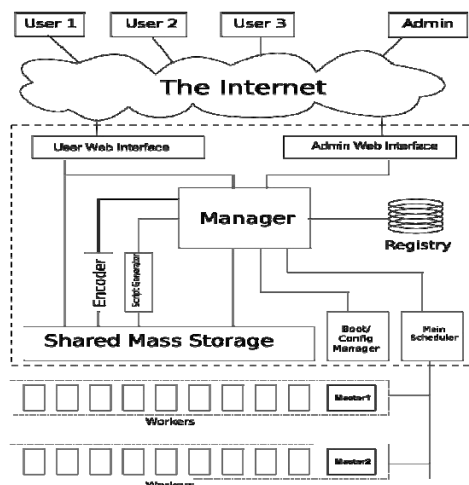 User 1
User 2
User 3
Admin
The Internet
User Web Interface
Admin Web Interface
Manager
Registry
Encoder
Script Generator
Shared Mass Storage
Boot/
Config
Manager
Main
Scheduler
Master1
Workers
Master2
Workers